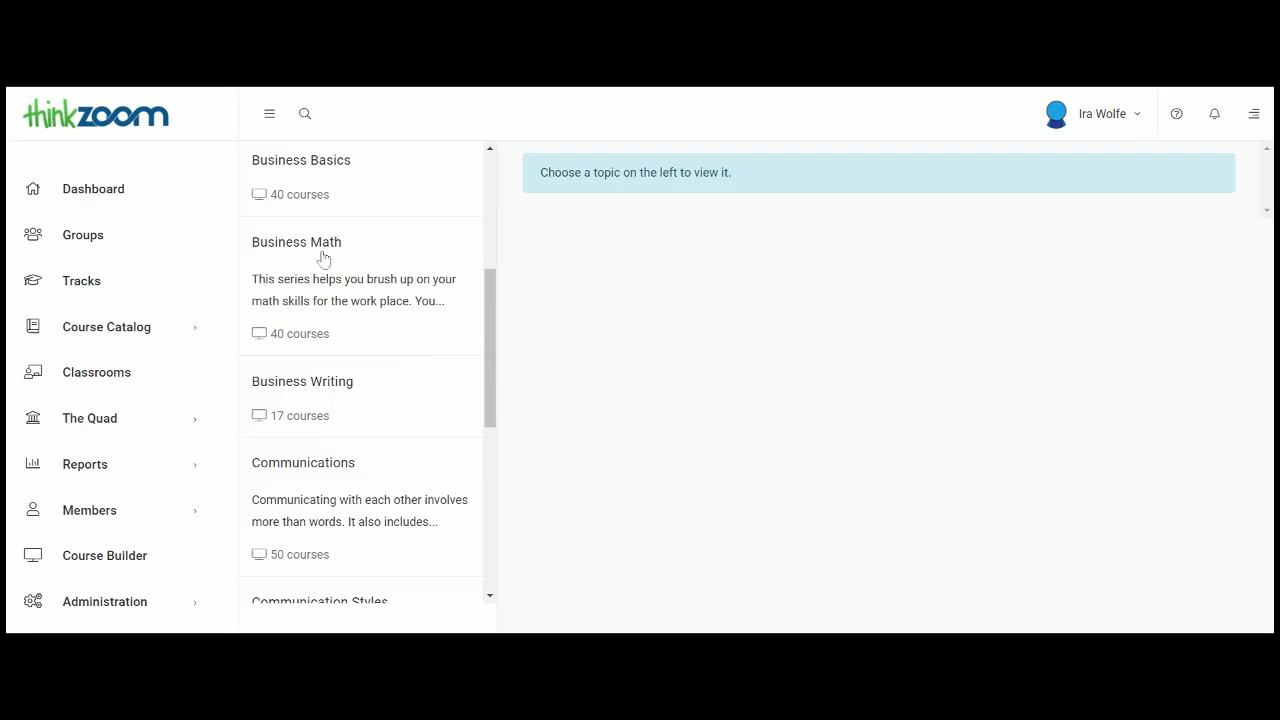 thinkzoom
Ira Wolfe
Dashboard
Groups
Tracks
Course Catalog
Classrooms
The Quad
Reports
Members
Course Builder
Administration
Business Basics
40 courses
Business Math
This series helps you brush up on your
math skills for the work place. You...
40 courses
Business Writing
17 courses
Communications
Communicating with each other involves
more than words. It also includes...
50 courses
Communication Styles
Choose a topic on the left to view it.